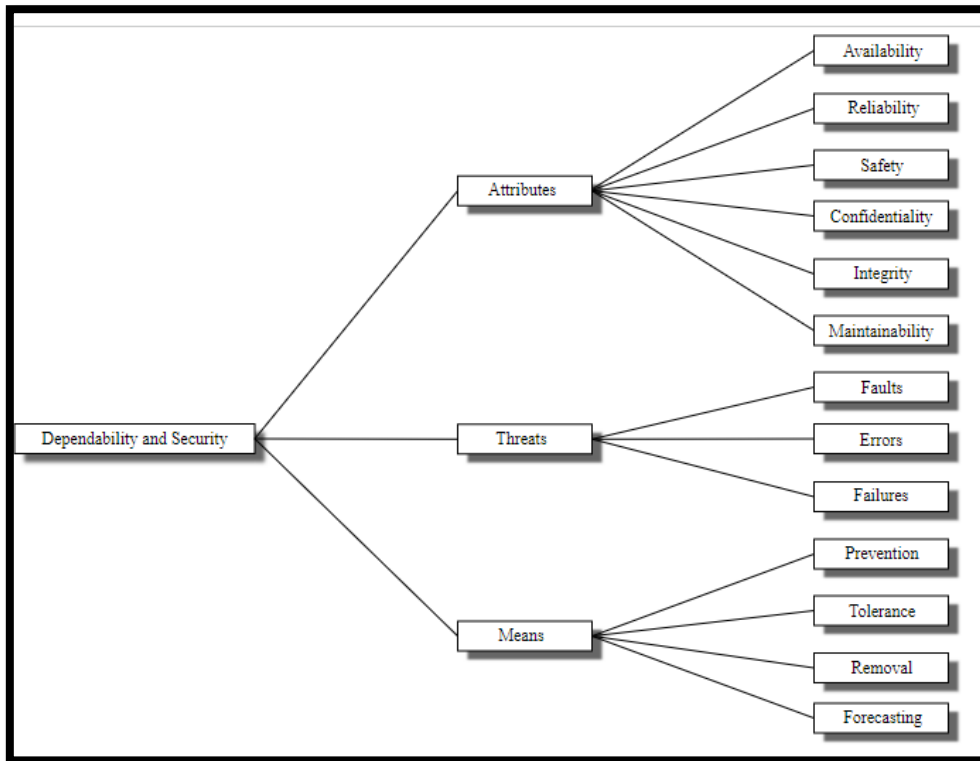 Dependability and Security
Attributes
Availability
Reliability
Safety
Confidentiality
Integrity
Maintainability
Threats
Faults
Errors
Failures
Means
Prevention
Tolerance
Removal
Forecasting